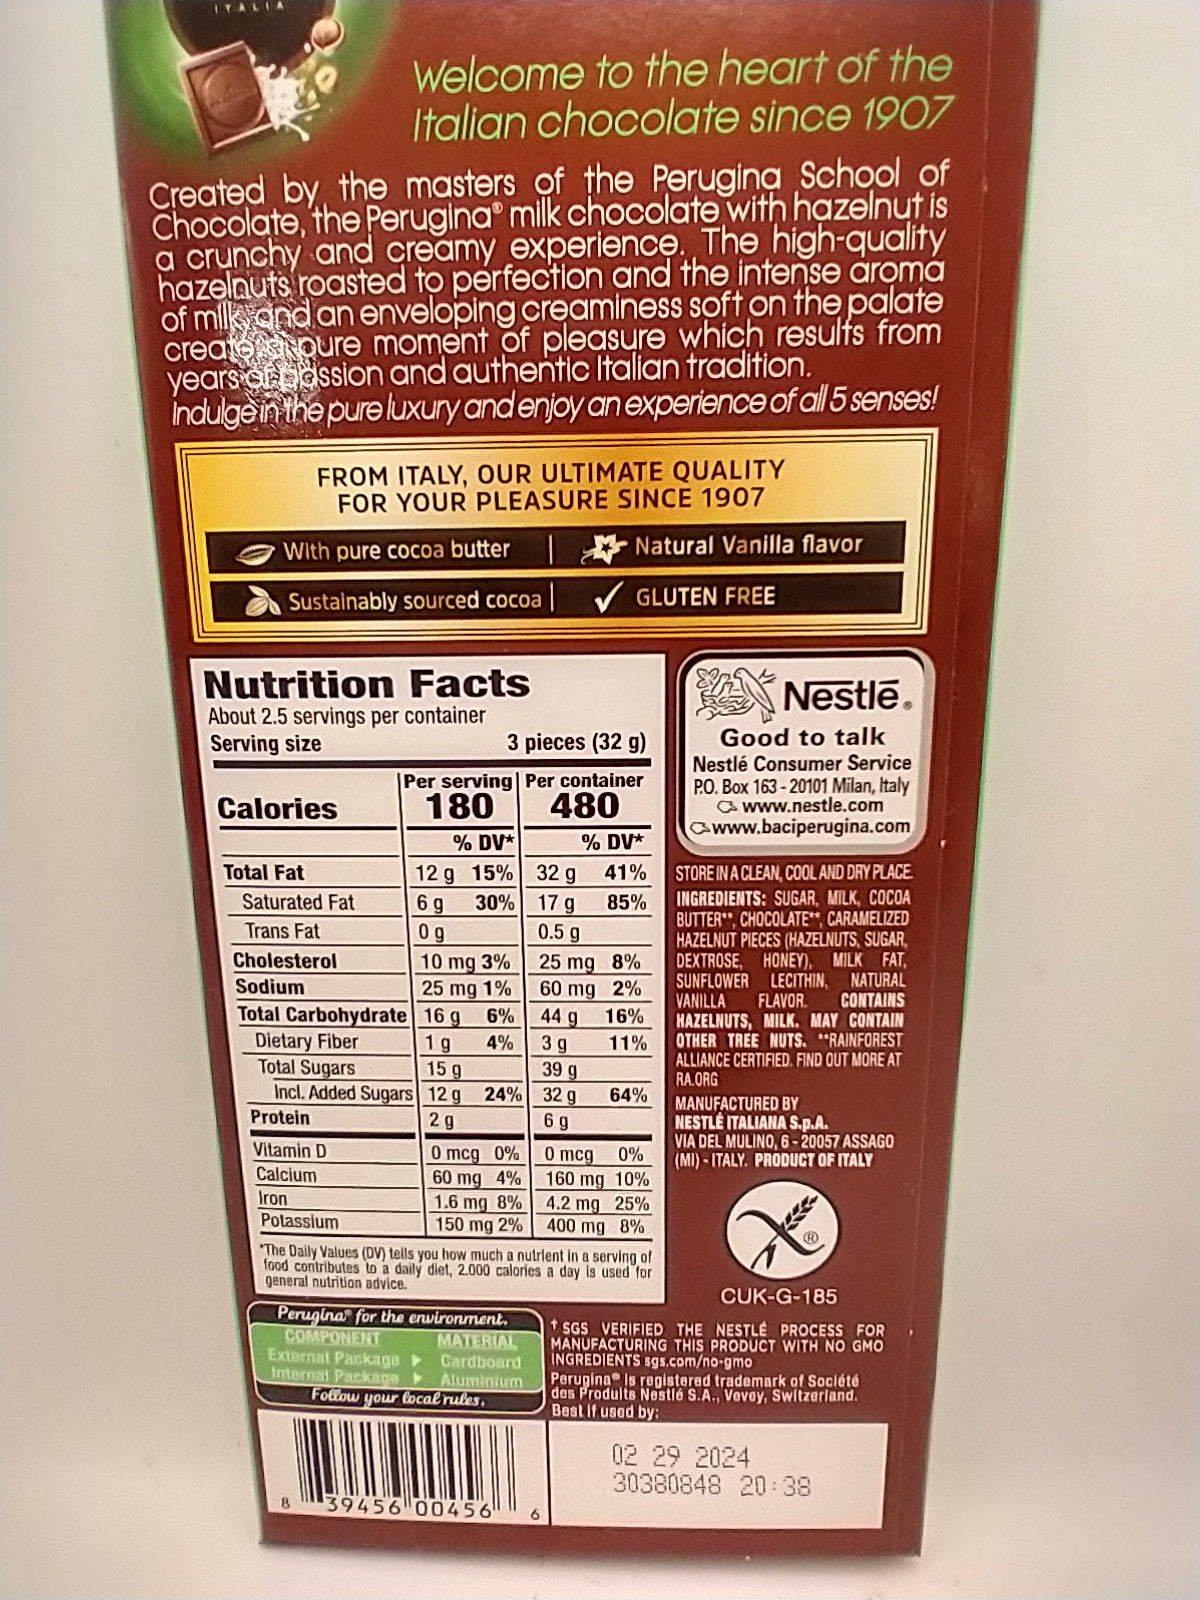 ITALIA
Welcome to the heart of the
Italian chocolate since 1907
Created by the masters of the Perugina School of
Chocolate, the Perugina® milk chocolate with hazelnut is
a crunchy and creamy experience. The high-quality
hazelnuts roasted to perfection and the intense aroma
of milk, and an enveloping creaminess soft on the palate
create a pure moment of pleasure which results from
years of passion and authentic Italian tradition.
Indulge in the pure luxury and enjoy an experience of all 5 senses!
FROM ITALY, OUR ULTIMATE QUALITY
FOR YOUR PLEASURE SINCE 1907
With pure cocoa butter | Natural Vanilla flavor
Sustainably sourced cocoa | GLUTEN FREE
Nutrition Facts
About 2.5 servings per container
Serving size 3 pieces (32 g)
Per serving Per container
Calories 180 480
% DV* % DV*
Total Fat 12 g 15% 32 g 41%
Saturated Fat 6 g 30% 17 g 85%
Trans Fat 0 g 0.5 g
Cholesterol 10 mg 3% 25 mg 8%
Sodium 25 mg 1% 60 mg 2%
Total Carbohydrate 16 g 6% 44 g 16%
Dietary Fiber 1 g 4% 3 g 11%
Total Sugars 15 g 39 g
Incl. Added Sugars 12 g 24% 32 g 64%
Protein 2 g 6 g
Vitamin D 0 mcg 0% 0 mcg 0%
Calcium 60 mg 4% 160 mg 10%
Iron 1.6 mg 8% 4.2 mg 25%
Potassium 150 mg 2% 400 mg 8%
*The Daily Values (DV) tells you how much a nutrient in a serving of
food contributes to a daily diet, 2.000 calories a day is used for
general nutrition advice.
Nestlé®
Good to talk
Nestlé Consumer Service
P.O. Box 163 - 20101 Milan, Italy
www.nestle.com
www.baciperugina.com
STORE IN A CLEAN, COOL AND DRY PLACE.
INGREDIENTS: SUGAR, MILK, COCOA
BUTTER**, CHOCOLATE**, CARAMELIZED
HAZELNUT PIECES (HAZELNUTS, SUGAR,
DEXTROSE, HONEY), MILK FAT,
SUNFLOWER LECITHIN, NATURAL
VANILLA FLAVOR. CONTAINS
HAZELNUTS, MILK. MAY CONTAIN
OTHER TREE NUTS. **RAINFOREST
ALLIANCE CERTIFIED. FIND OUT MORE AT
RA.ORG
MANUFACTURED BY
NESTLÉ ITALIANA S.p.A.
VIA DEL MULINO, 6 - 20057 ASSAGO
(MI) - ITALY. PRODUCT OF ITALY
®
CUK-G-185
Perugina® for the environment.
COMPONENT MATERIAL
External Package Cardboard
Internal Package Aluminium
Follow your local rules.
† SGS VERIFIED THE NESTLÉ PROCESS FOR
MANUFACTURING THIS PRODUCT WITH NO GMO
INGREDIENTS sgs.com/no-gmo
Perugina® is registered trademark of Société
des Produits Nestlé S.A., Vevey, Switzerland.
Best if used by:
02 29 2024
30380848 20:38
8 39456 00456 6